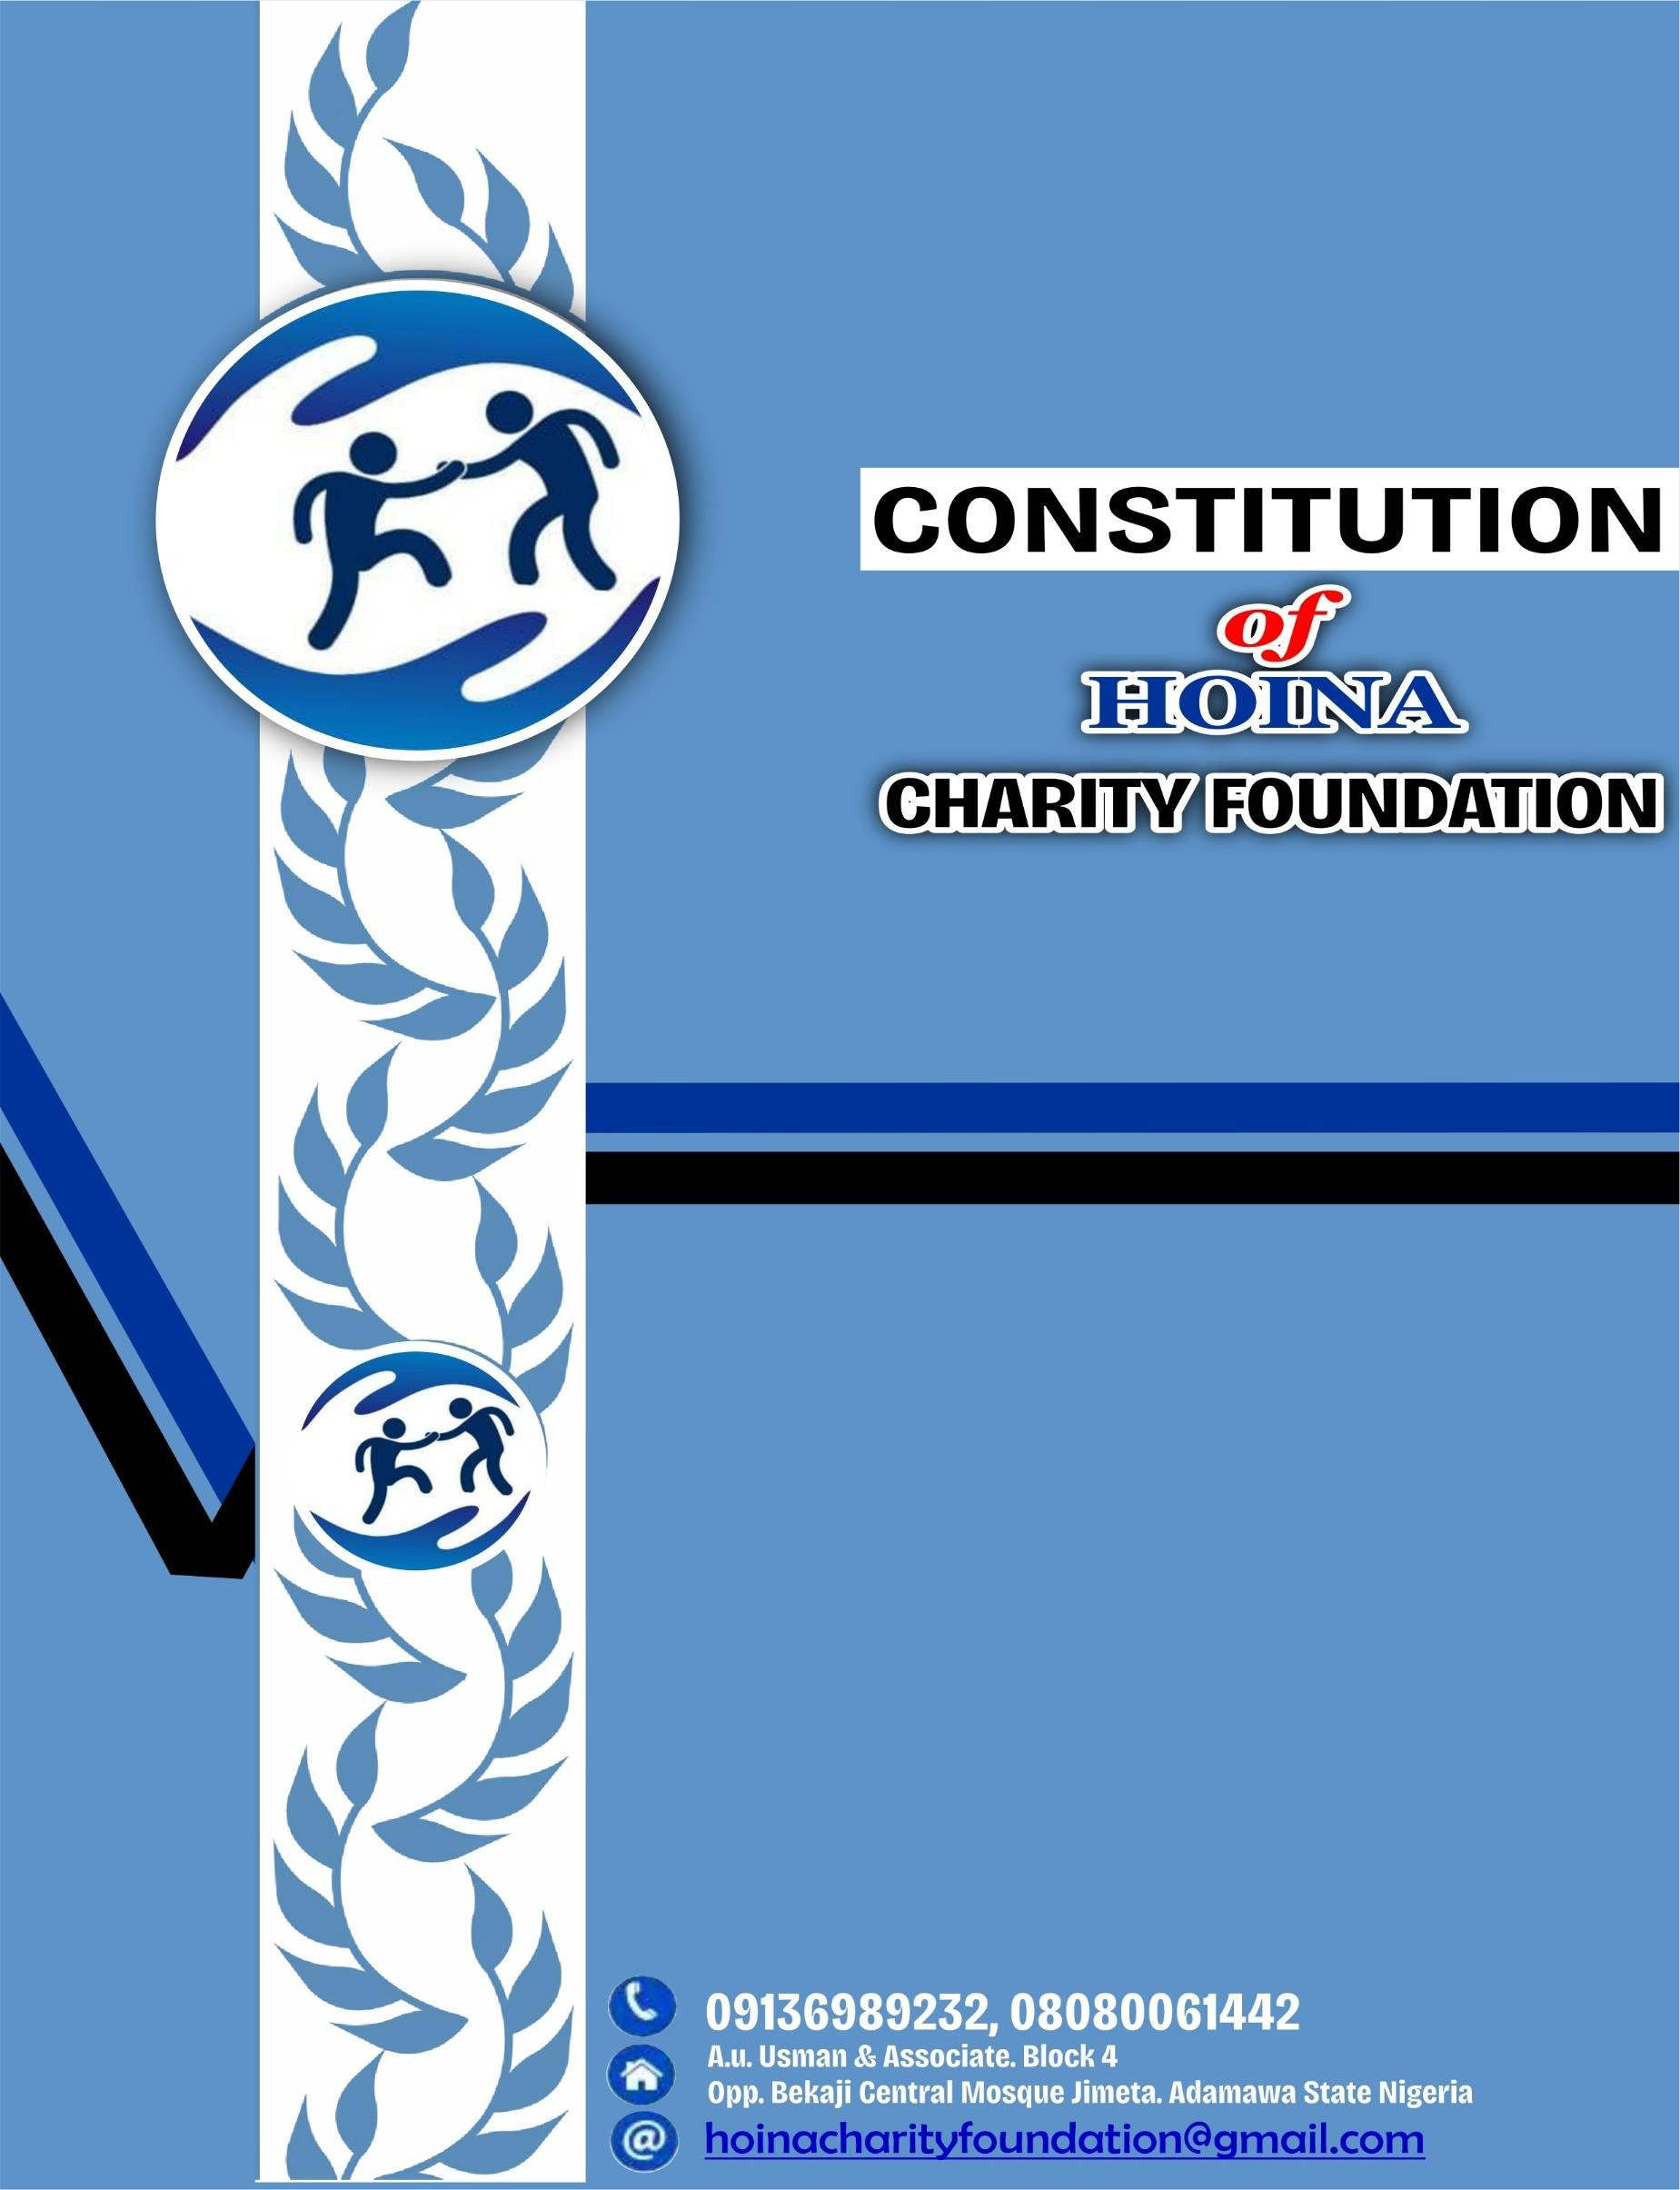 CONSTITUTION
of
HOINA
CHARITY FOUNDATION
09136989232, 08080061442
A.u. Usman & Associate. Block 4
Opp. Bekaji Central Mosque Jimeta. Adamawa State Nigeria
hoinacharityfoundation@gmail.com